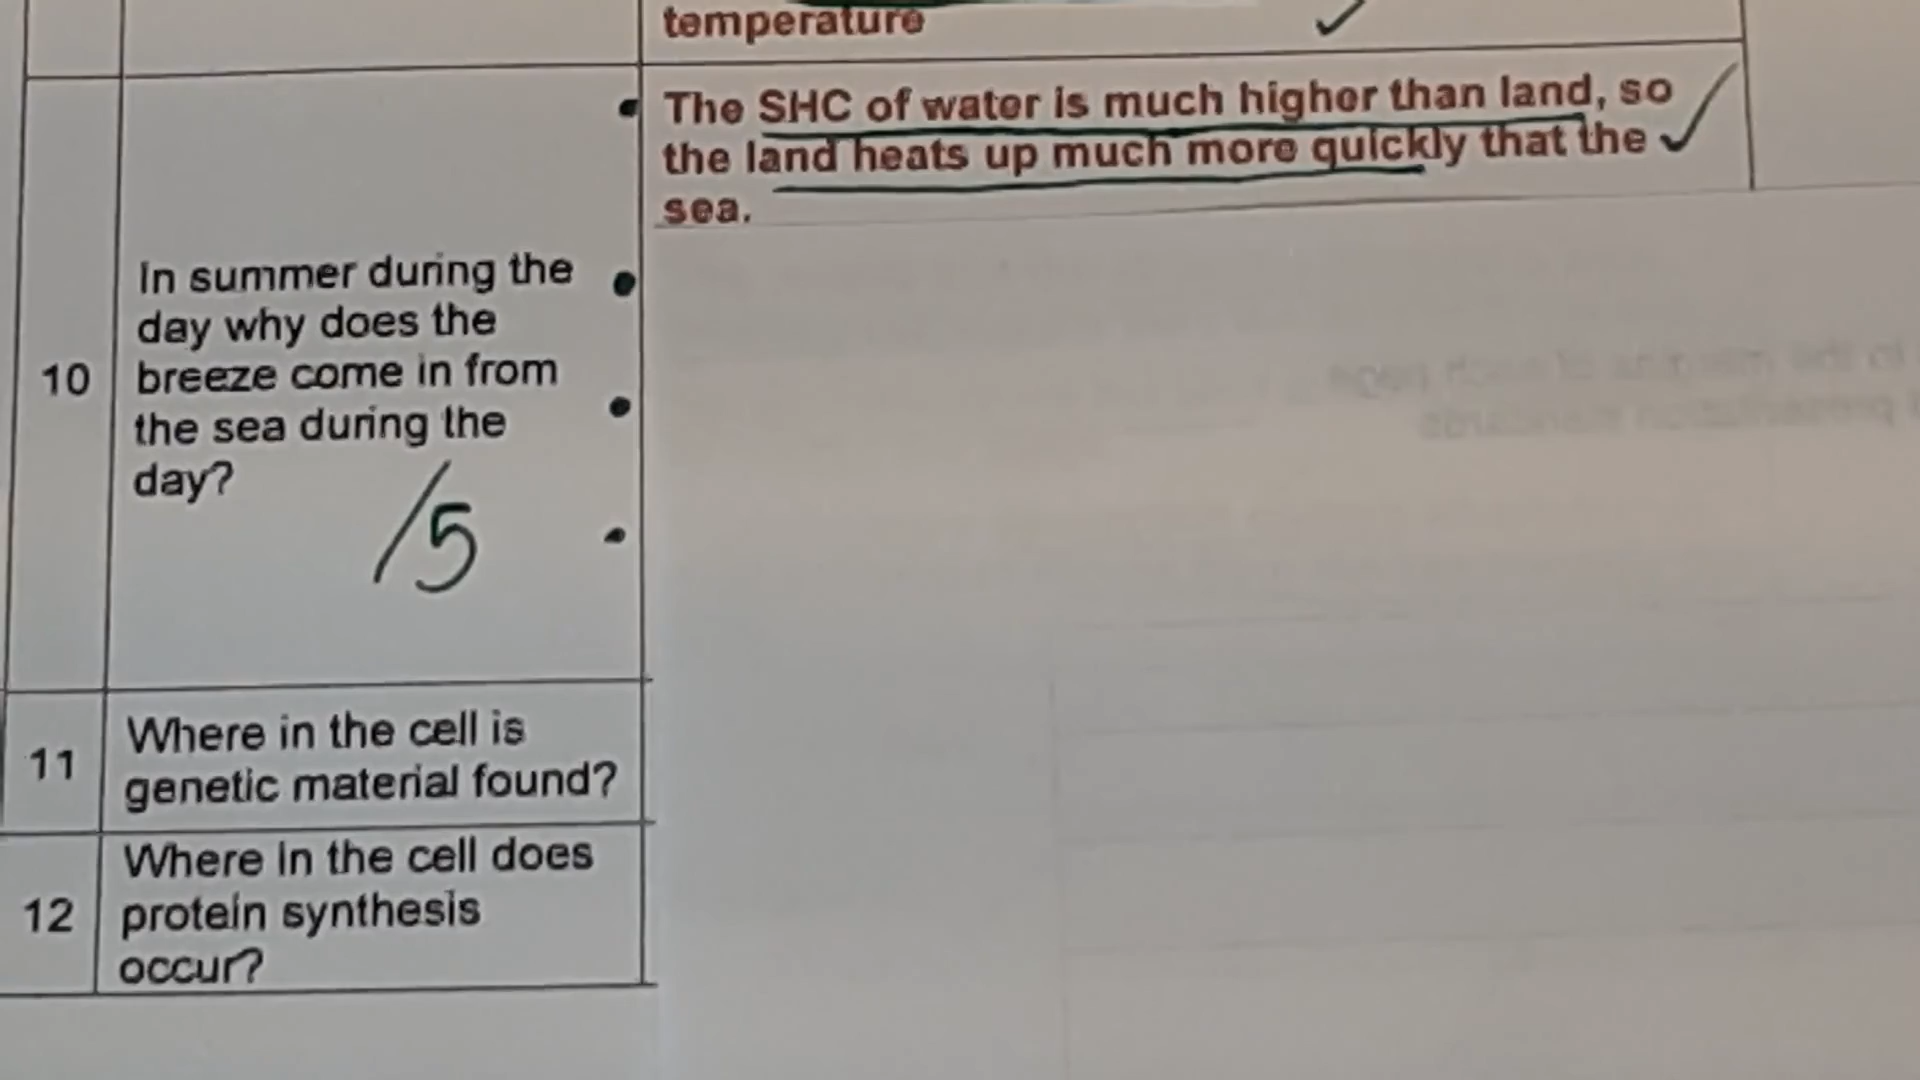 temperature
The SHC of water is much higher than land, so
the land heats up much more quickly that the
sea.
10
In summer during the
day why does the
breeze come in from
the sea during the
day?
/5
11
Where in the cell is
genetic material found?
12
Where in the cell does
protein synthesis
occur?